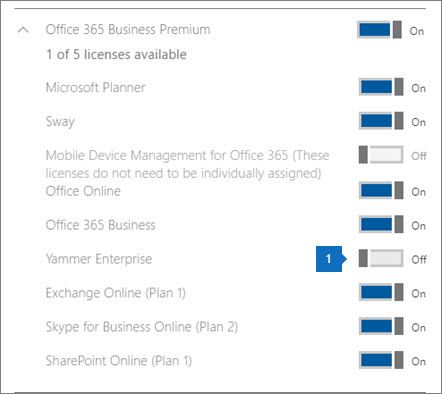 Office 365 Business Premium On
1 of 5 licenses available
Microsoft Planner On
Sway On
Mobile Device Management for Office 365 (These Off
licenses do not need to be individually assigned)
Office Online On
Office 365 Business On
Yammer Enterprise 1 Off
Exchange Online (Plan 1) On
Skype for Business Online (Plan 2) On
SharePoint Online (Plan 1) On